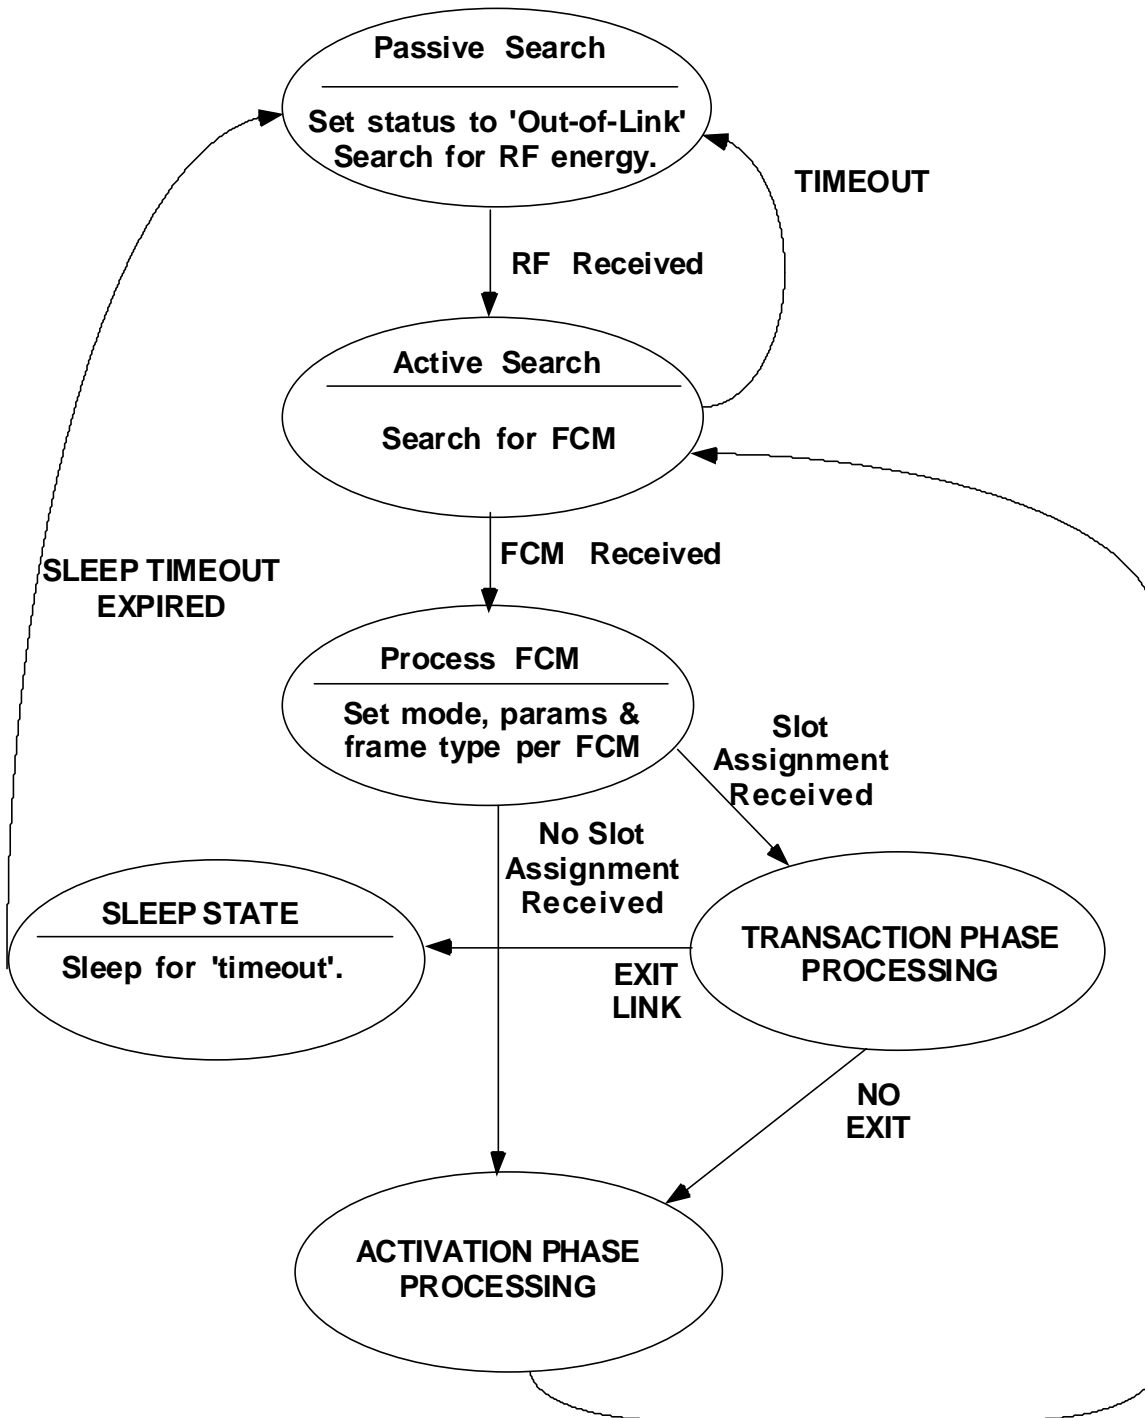 Passive Search
Set status to 'Out-of-Link'
Search for RF energy.
TIMEOUT
RF Received
Active Search
Search for FCM
FCM Received
SLEEP TIMEOUT
EXPIRED
Process FCM
Set mode, params &
frame type per FCM
Slot
Assignment
Received
No Slot
Assignment
Received
SLEEP STATE
Sleep for 'timeout'.
EXIT
LINK
TRANSACTION PHASE
PROCESSING
NO
EXIT
ACTIVATION PHASE
PROCESSING